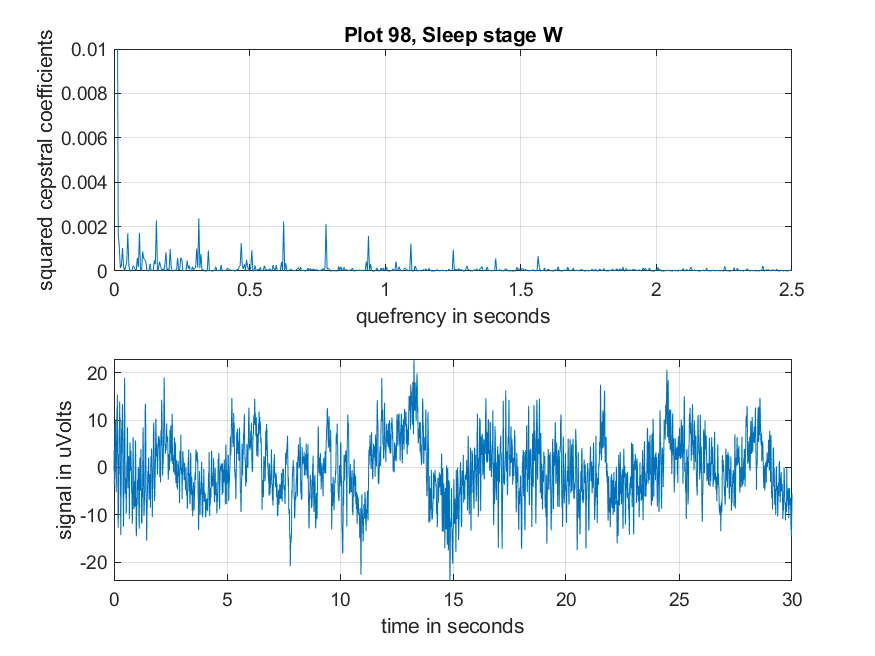 Plot 98, Sleep stage W
squared cepstral coefficients
0.01
0.008
0.006
0.004
0.002
0
0 0.5 1 1.5 2 2.5
quefrency in seconds
signal in uVolts
20
10
0
-10
-20
0 5 10 15 20 25 30
time in seconds